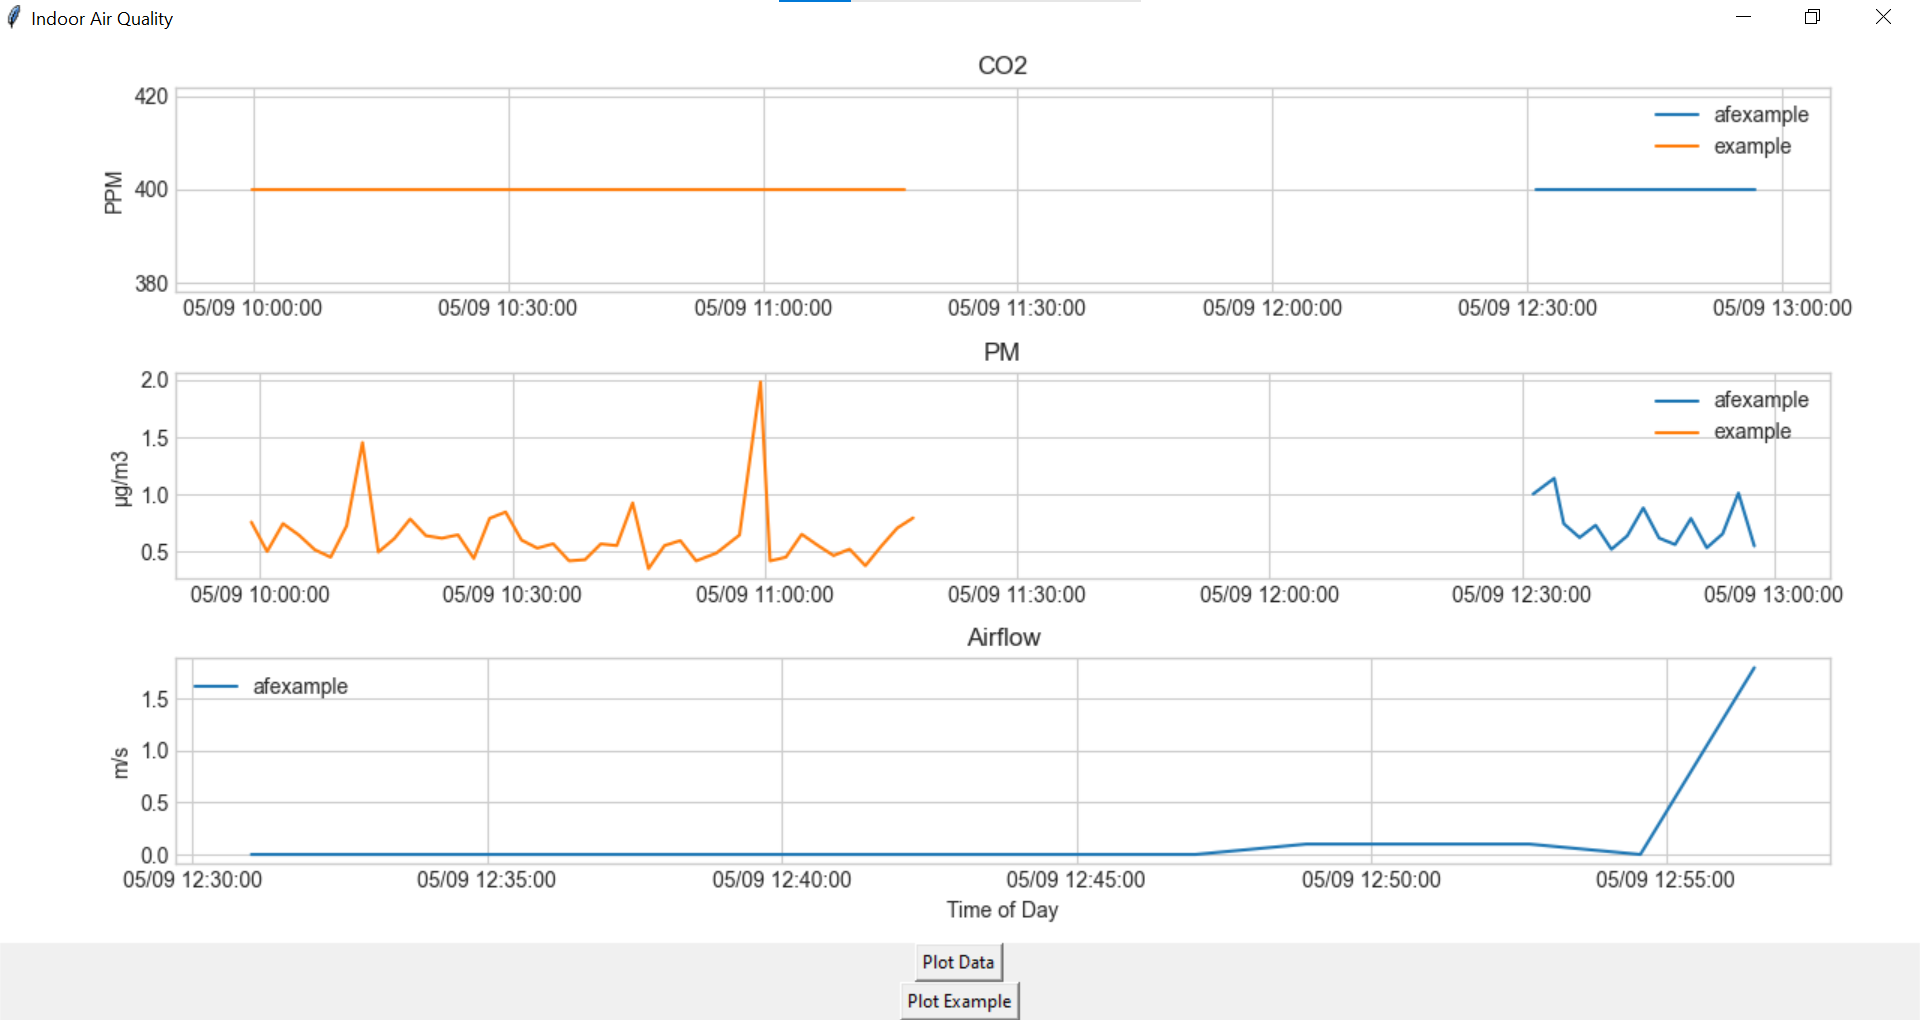 Indoor Air Quality
CO2
420
400
380
PPM
afexample
example
05/09 10:00:00 05/09 10:30:00 05/09 11:00:00 05/09 11:30:00 05/09 12:00:00 05/09 12:30:00 05/09 13:00:00
PM
2.0
1.5
1.0
0.5
µg/m3
afexample
example
05/09 10:00:00 05/09 10:30:00 05/09 11:00:00 05/09 11:30:00 05/09 12:00:00 05/09 12:30:00 05/09 13:00:00
Airflow
1.5
1.0
0.5
0.0
m/s
afexample
05/09 12:30:00 05/09 12:35:00 05/09 12:40:00 05/09 12:45:00 05/09 12:50:00 05/09 12:55:00
Time of Day
Plot Data
Plot Example